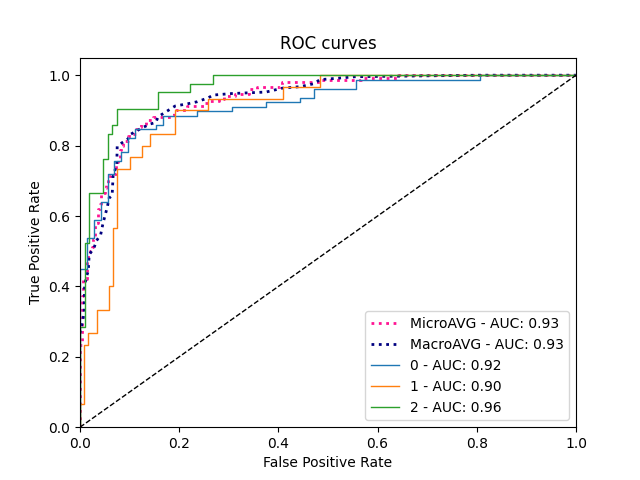 ROC curves
True Positive Rate
1.0
0.8
0.6
0.4
0.2
0.0
0.0 0.2 0.4 0.6 0.8 1.0
False Positive Rate
MicroAVG - AUC: 0.93
MacroAVG - AUC: 0.93
0 - AUC: 0.92
1 - AUC: 0.90
2 - AUC: 0.96